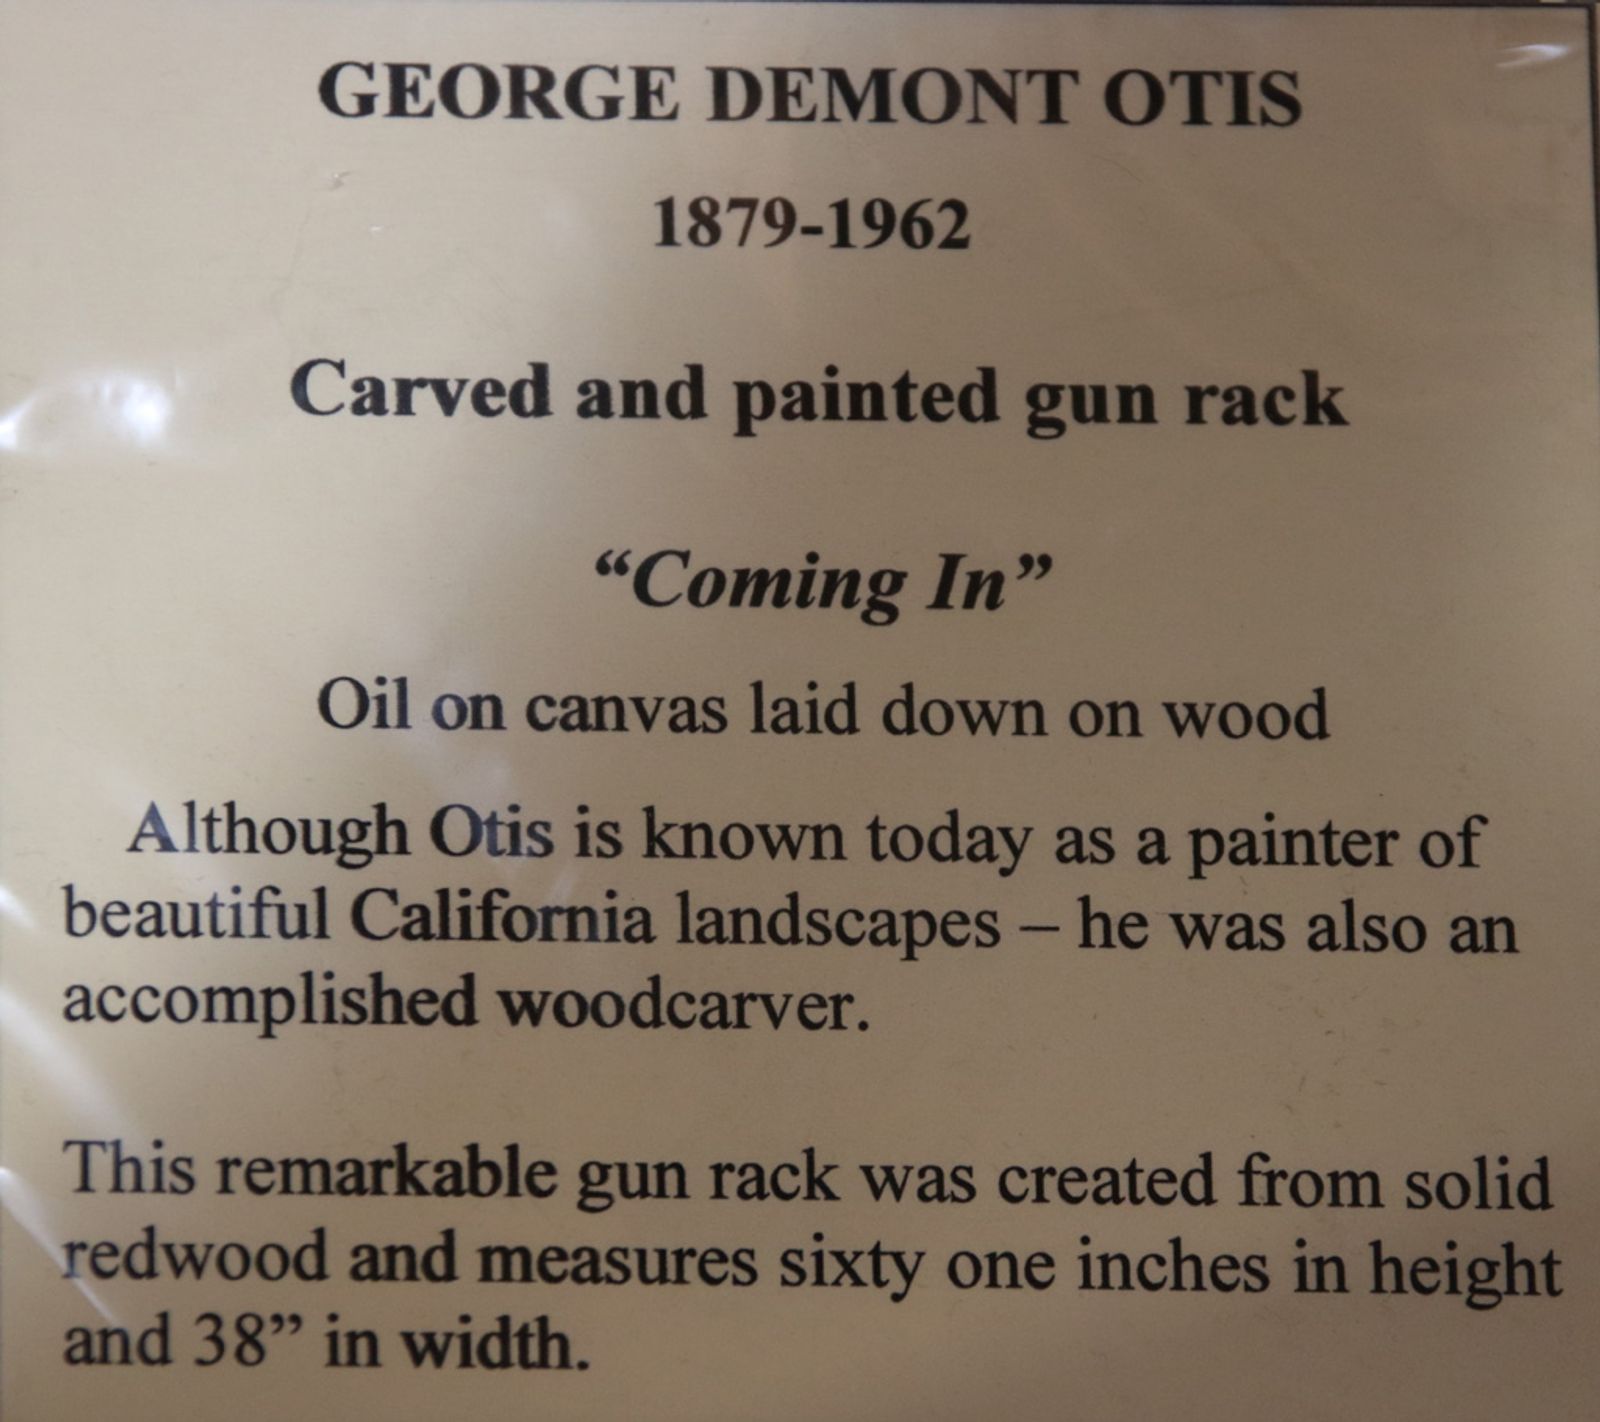 GEORGE DEMONT OTIS
1879-1962
Carved and painted gun rack
“Coming In”
Oil on canvas laid down on wood
Although Otis is known today as a painter of
beautiful California landscapes – he was also an
accomplished woodcarver.
This remarkable gun rack was created from solid
redwood and measures sixty one inches in height
and 38” in width.